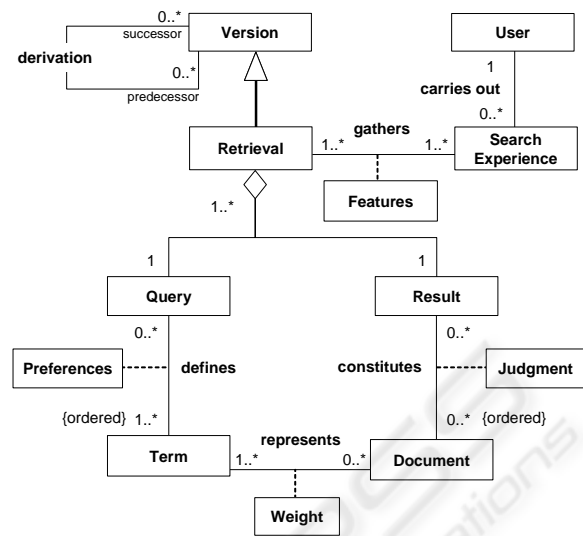 0..*
successor
Version
User
derivation
0..*
predecessor
1
carries out
0..*
gathers
Retrieval
1..*
1..*
Search
Experience
Features
1..*
1
1
Query
Result
0..*
0..*
Preferences
defines
constitutes
Judgment
{ordered}
1..*
0..*
{ordered}
represents
Term
1..*
0..*
Document
Weight